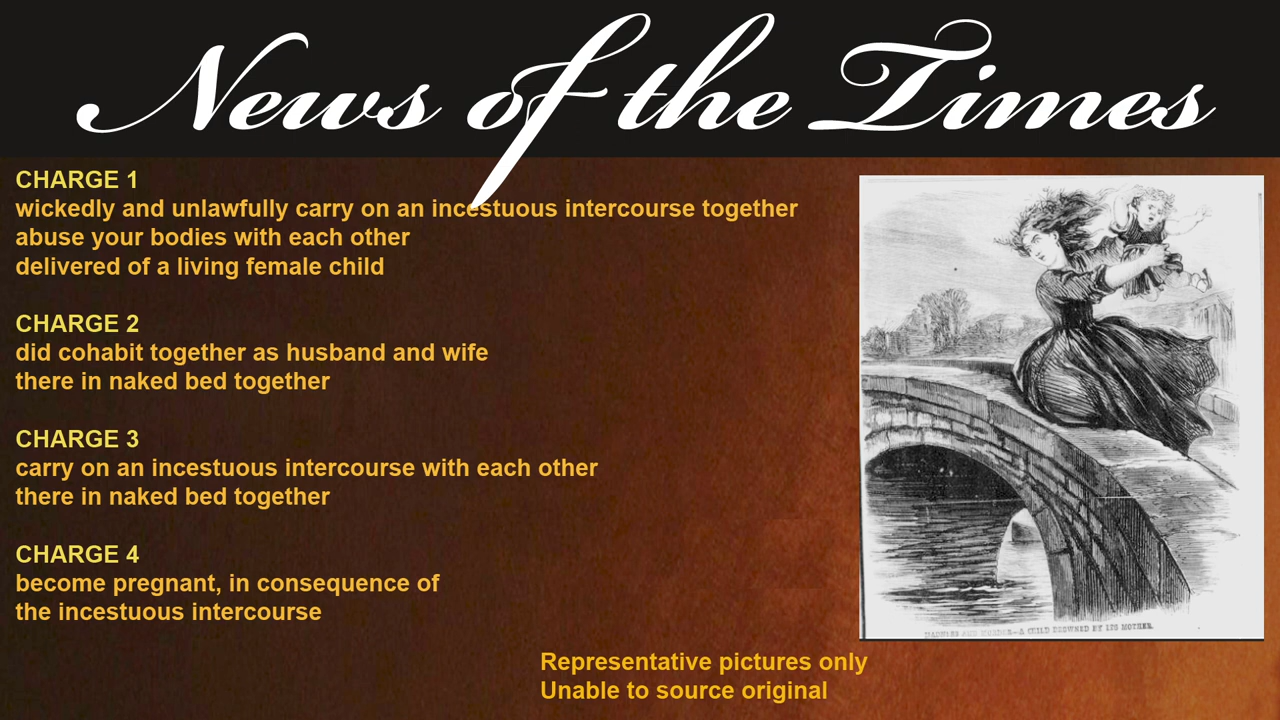 News of the Times
CHARGE 1
wickedly and unlawfully carry on an incestuous intercourse together
abuse your bodies with each other
delivered of a living female child
CHARGE 2
did cohabit together as husband and wife
there in naked bed together
CHARGE 3
carry on an incestuous intercourse with each other
there in naked bed together
CHARGE 4
become pregnant, in consequence of
the incestuous intercourse
MADNESS AND MURDER—A CHILD DROWNED BY ITS MOTHER.
Representative pictures only
Unable to source original